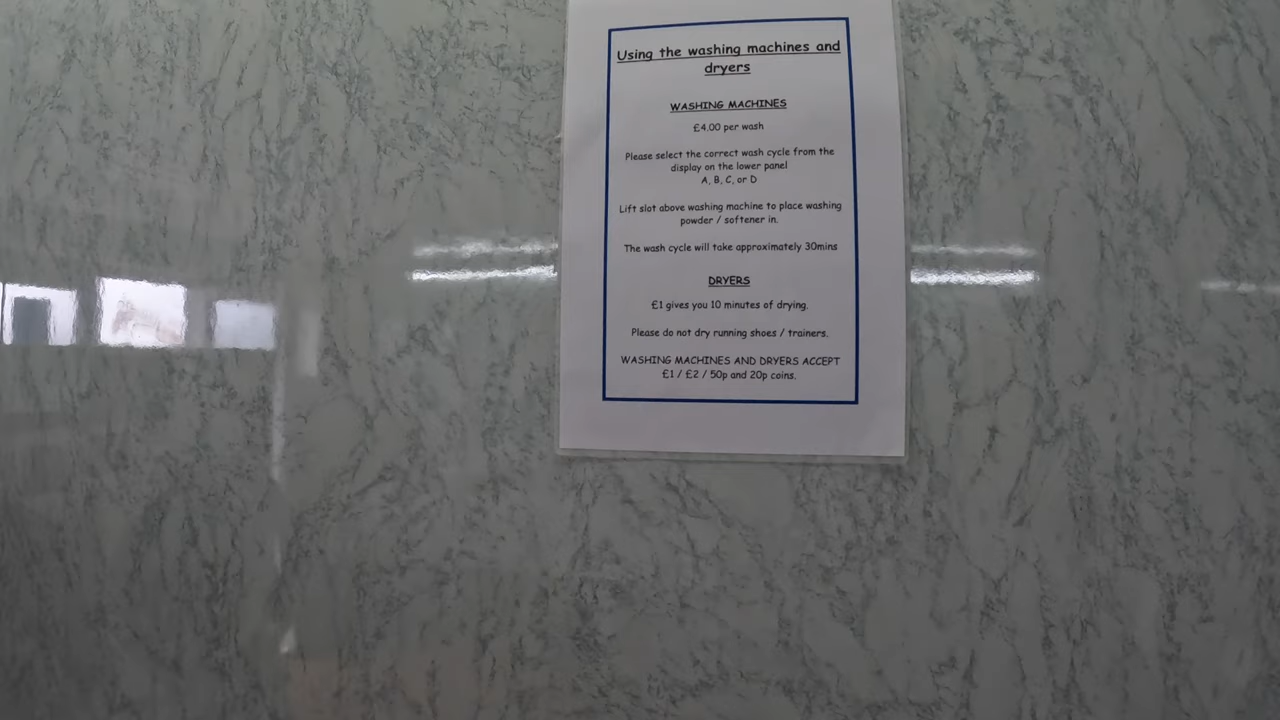 Using the washing machines and
dryers
WASHING MACHINES
£4.00 per wash
Please select the correct wash cycle from the
display on the lower panel
A, B, C, or D
Lift slot above washing machine to place washing
powder / softener in.
The wash cycle will take approximately 30mins
DRYERS
£1 gives you 10 minutes of drying.
Please do not dry running shoes / trainers.
WASHING MACHINES AND DRYERS ACCEPT
£1 / £2 / 50p and 20p coins.